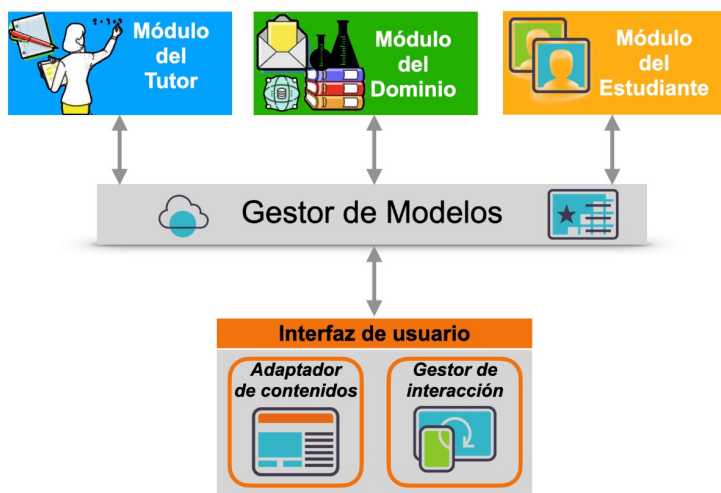 Módulo
del
Tutor
Módulo
del
Dominio
Módulo
del
Estudiante
Gestor de Modelos
Interfaz de usuario
Adaptador
de contenidos
Gestor de
interacción